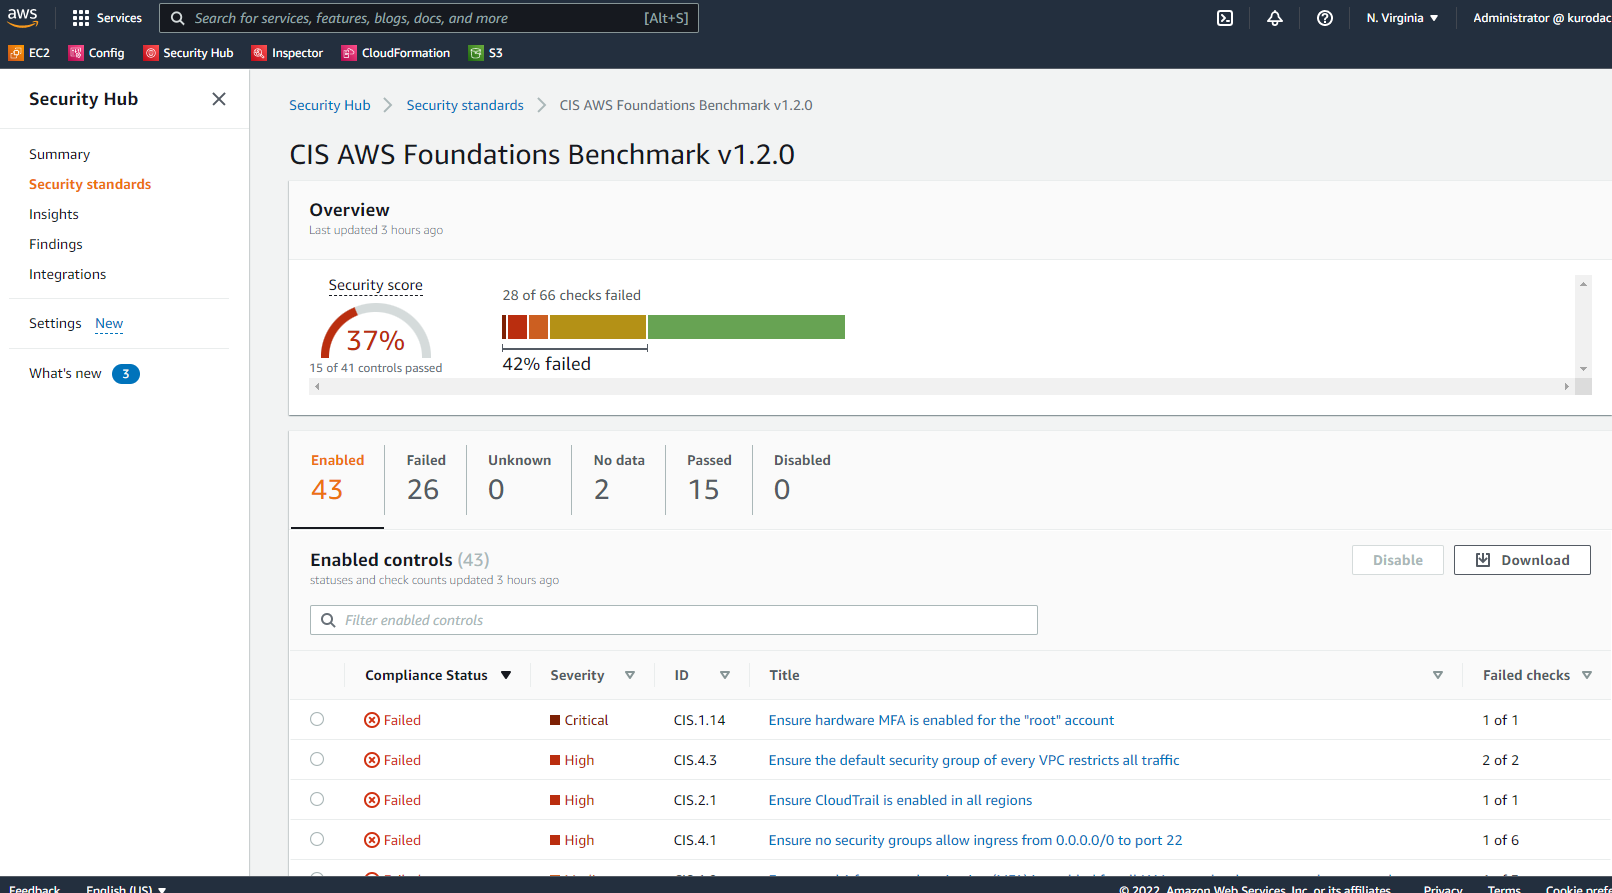 aws
Services
Search for services, features, blogs, docs, and more
[Alt+S]
N. Virginia
Administrator @ kurodac
EC2
Config
Security Hub
Inspector
CloudFormation
S3
Security Hub
Summary
Security standards
Insights
Findings
Integrations
Settings New
What's new 3
Security Hub
Security standards
CIS AWS Foundations Benchmark v1.2.0
CIS AWS Foundations Benchmark v1.2.0
Overview
Last updated 3 hours ago
Security score
37%
15 of 41 controls passed
28 of 66 checks failed
42% failed
Enabled
43
Failed
26
Unknown
0
No data
2
Passed
15
Disabled
0
Enabled controls (43)
statuses and check counts updated 3 hours ago
Disable
Download
Filter enabled controls
Compliance Status Severity ID Title Failed checks
Failed Critical CIS.1.14 Ensure hardware MFA is enabled for the "root" account 1 of 1
Failed High CIS.4.3 Ensure the default security group of every VPC restricts all traffic 2 of 2
Failed High CIS.2.1 Ensure CloudTrail is enabled in all regions 1 of 1
Failed High CIS.4.1 Ensure no security groups allow ingress from 0.0.0.0/0 to port 22 1 of 6
Feedback English (US) © 2022, Amazon Web Services, Inc. or its affiliates. Privacy Terms Cookie prefe